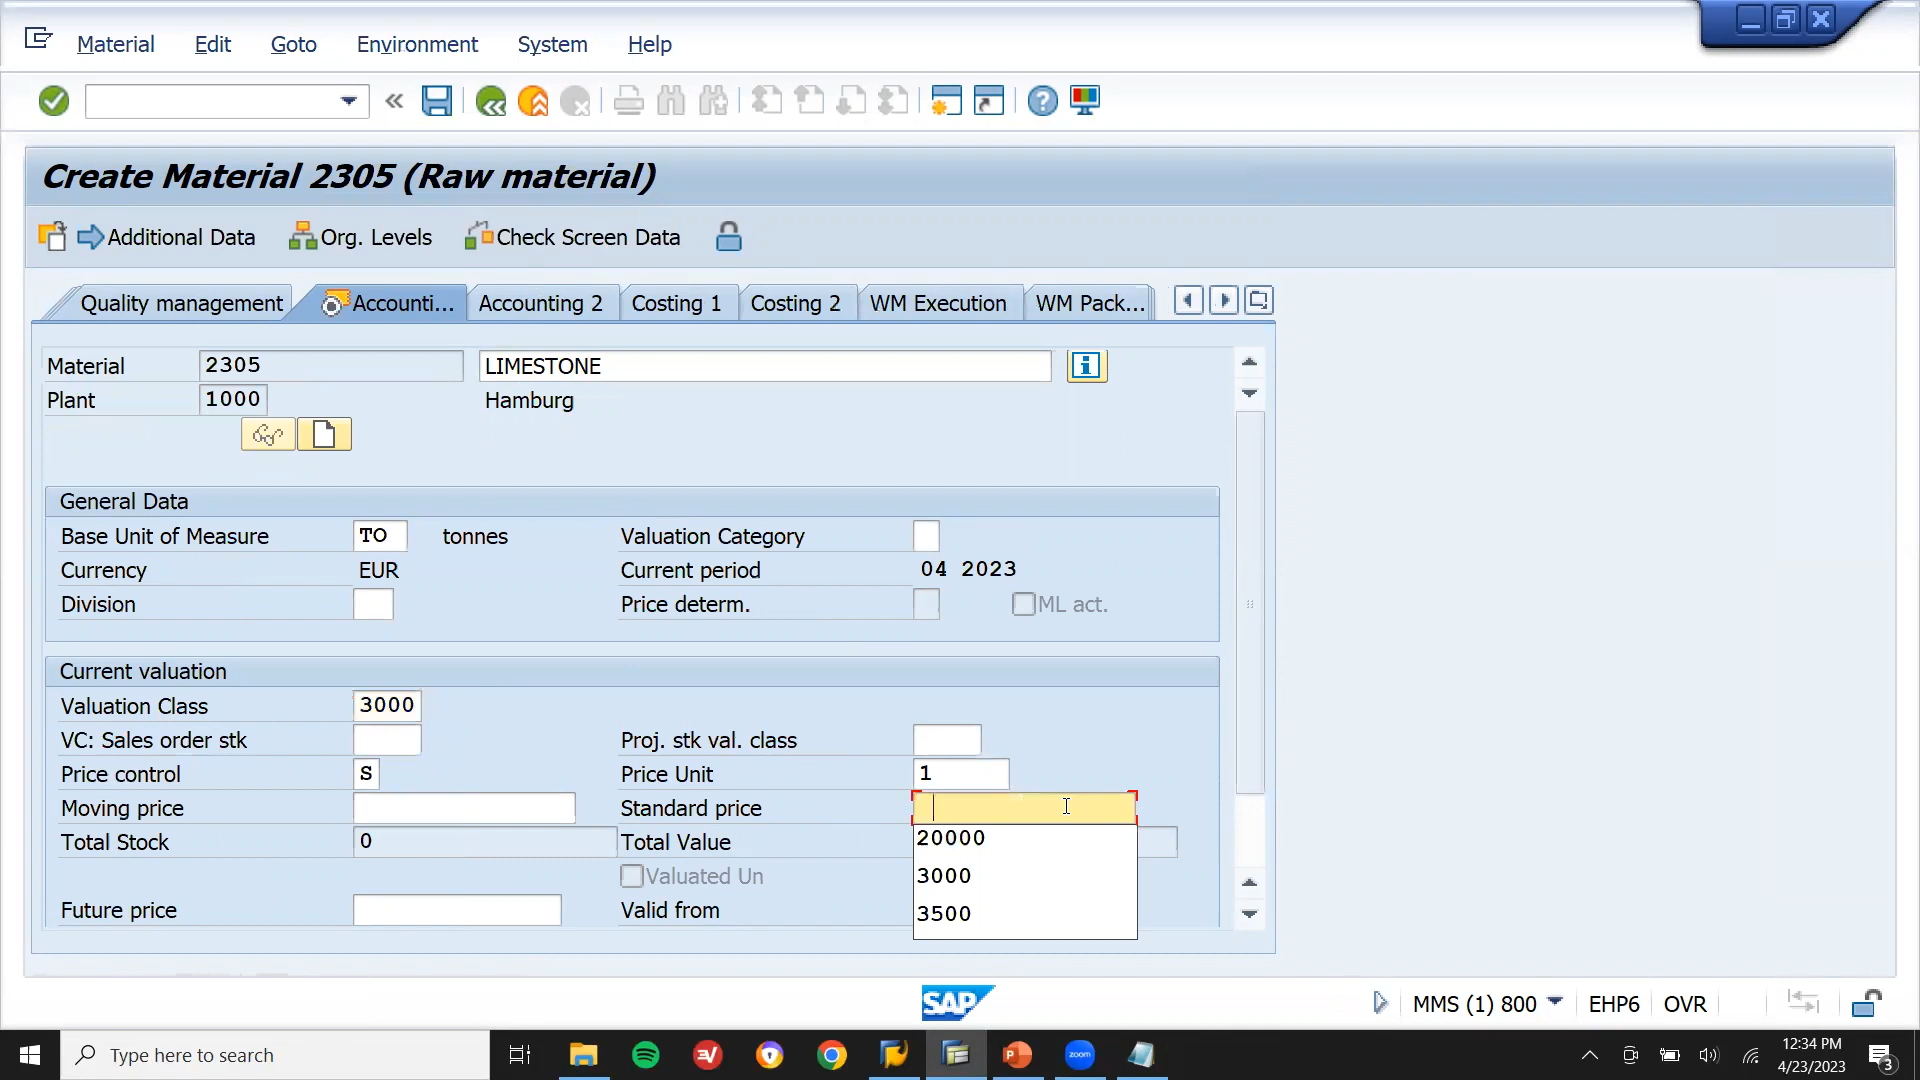 Material Edit Goto Environment System Help
Create Material 2305 (Raw material)
Additional Data Org. Levels Check Screen Data
Quality management Accounti... Accounting 2 Costing 1 Costing 2 WM Execution WM Pack...
Material 2305 LIMESTONE
Plant 1000 Hamburg
General Data
Base Unit of Measure TO tonnes Valuation Category
Currency EUR Current period 04 2023
Division Price determ. ML act.
Current valuation
Valuation Class 3000
VC: Sales order stk Proj. stk val. class
Price control S Price Unit 1
Moving price Standard price
Total Stock 0 Total Value 20000
Valuated Un 3000
Future price Valid from 3500
SAP MMS (1) 800 EHP6 OVR
Type here to search zoom 12:34 PM
4/23/2023 3